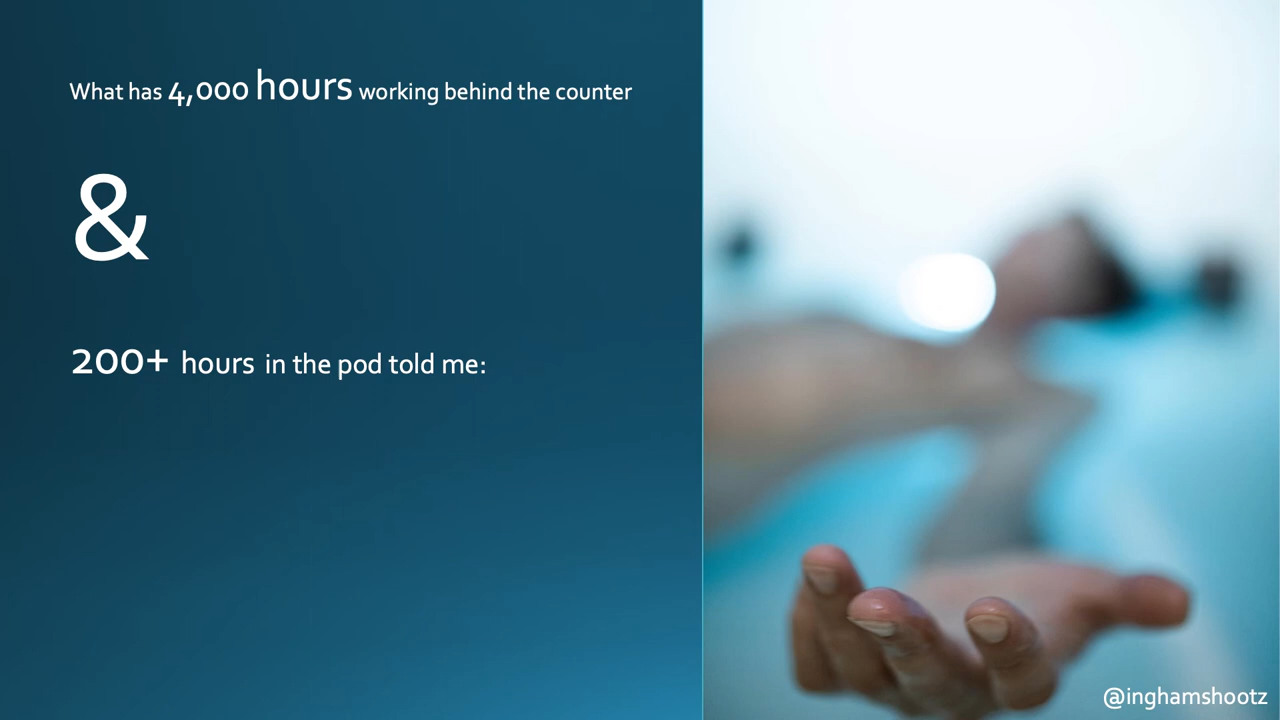 What has 4,000 hours working behind the counter
&
200+ hours in the pod told me:
@inghamshootz